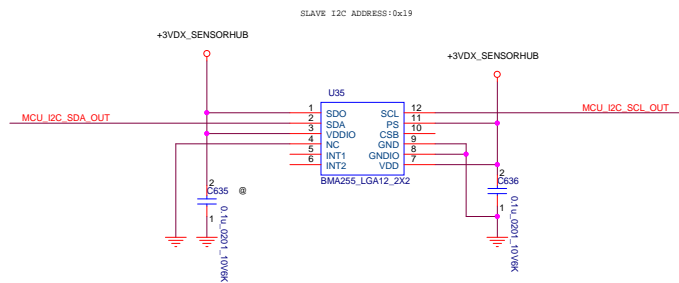 SLAVE I2C ADDRESS:0x19
+3VDX_SENSORHUB
+3VDX_SENSORHUB
U35
MCU_I2C_SDA_OUT
MCU_I2C_SCL_OUT
1 SDO SCL 12
2 SDA PS 11
3 VDDIO CSB 10
4 NC GND 9
5 INT1 GNDIO 8
6 INT2 VDD 7
BMA255_LGA12_2X2
2
C635 @
1
0.1u_0201_10V6K
2
C636
1
0.1u_0201_10V6K